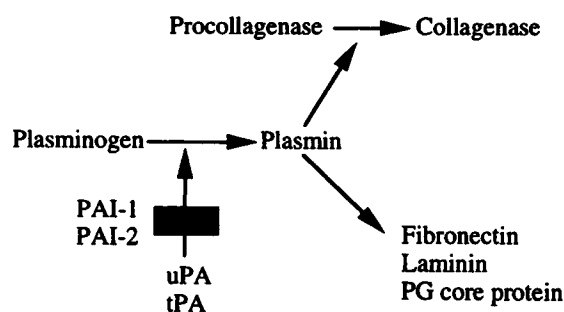 Procollagenase
Collagenase
Plasminogen
Plasmin
PAI-1
PAI-2
uPA
tPA
Fibronectin
Laminin
PG core protein